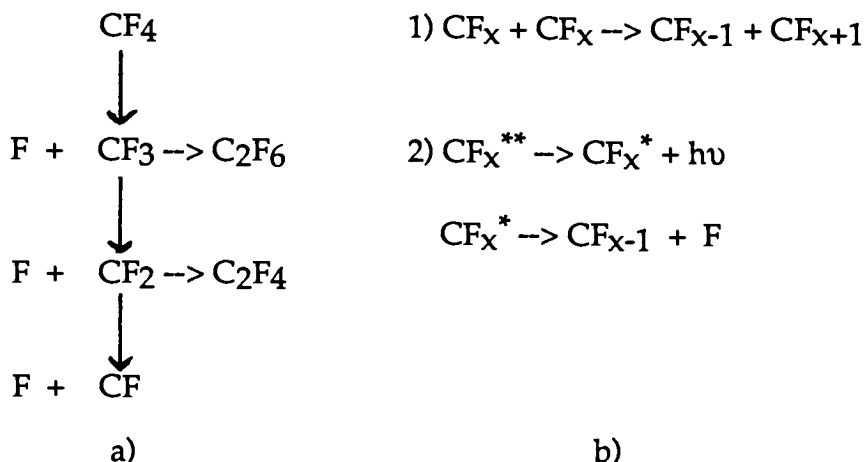 CF4
F + CF3 --> C2F6
F + CF2 --> C2F4
F + CF
a)
1) CFx + CFx --> CFx-1 + CFx+1
2) CFx** --> CFx* + hυ
CFx* --> CFx-1 + F
b)